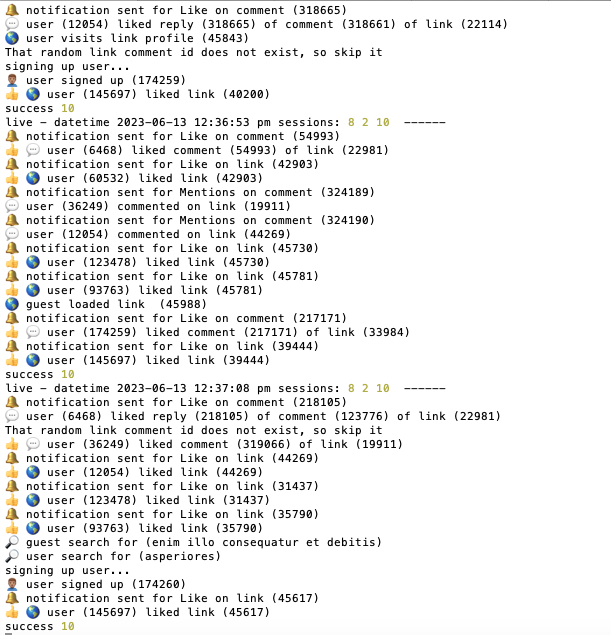 🔔 notification sent for Like on comment (318665)
💬 user (12054) liked reply (318665) of comment (318661) of link (22114)
🌎 user visits link profile (45843)
That random link comment id does not exist, so skip it
signing up user...
👨🏽 user signed up (174259)
👍 🌎 user (145697) liked link (40200)
success 10
live - datetime 2023-06-13 12:36:53 pm sessions: 8 2 10  ------
🔔 notification sent for Like on comment (54993)
👍 💬 user (6468) liked comment (54993) of link (22981)
🔔 notification sent for Like on link (42903)
👍 🌎 user (60532) liked link (42903)
🔔 notification sent for Mentions on comment (324189)
💬 user (36249) commented on link (19911)
🔔 notification sent for Mentions on comment (324190)
💬 user (12054) commented on link (44269)
🔔 notification sent for Like on link (45730)
👍 🌎 user (123478) liked link (45730)
🔔 notification sent for Like on link (45781)
👍 🌎 user (93763) liked link (45781)
🌎 guest loaded link  (45988)
🔔 notification sent for Like on comment (217171)
👍 💬 user (174259) liked comment (217171) of link (33984)
🔔 notification sent for Like on link (39444)
👍 🌎 user (145697) liked link (39444)
success 10
live - datetime 2023-06-13 12:37:08 pm sessions: 8 2 10  ------
🔔 notification sent for Like on comment (218105)
💬 user (6468) liked reply (218105) of comment (123776) of link (22981)
That random link comment id does not exist, so skip it
👍 💬 user (36249) liked comment (319066) of link (19911)
🔔 notification sent for Like on link (44269)
👍 🌎 user (12054) liked link (44269)
🔔 notification sent for Like on link (31437)
👍 🌎 user (123478) liked link (31437)
🔔 notification sent for Like on link (35790)
👍 🌎 user (93763) liked link (35790)
🔎 guest search for (enim illo consequatur et debitis)
🔎 user search for (asperiores)
signing up user...
👨🏽 user signed up (174260)
🔔 notification sent for Like on link (45617)
👍 🌎 user (145697) liked link (45617)
success 10